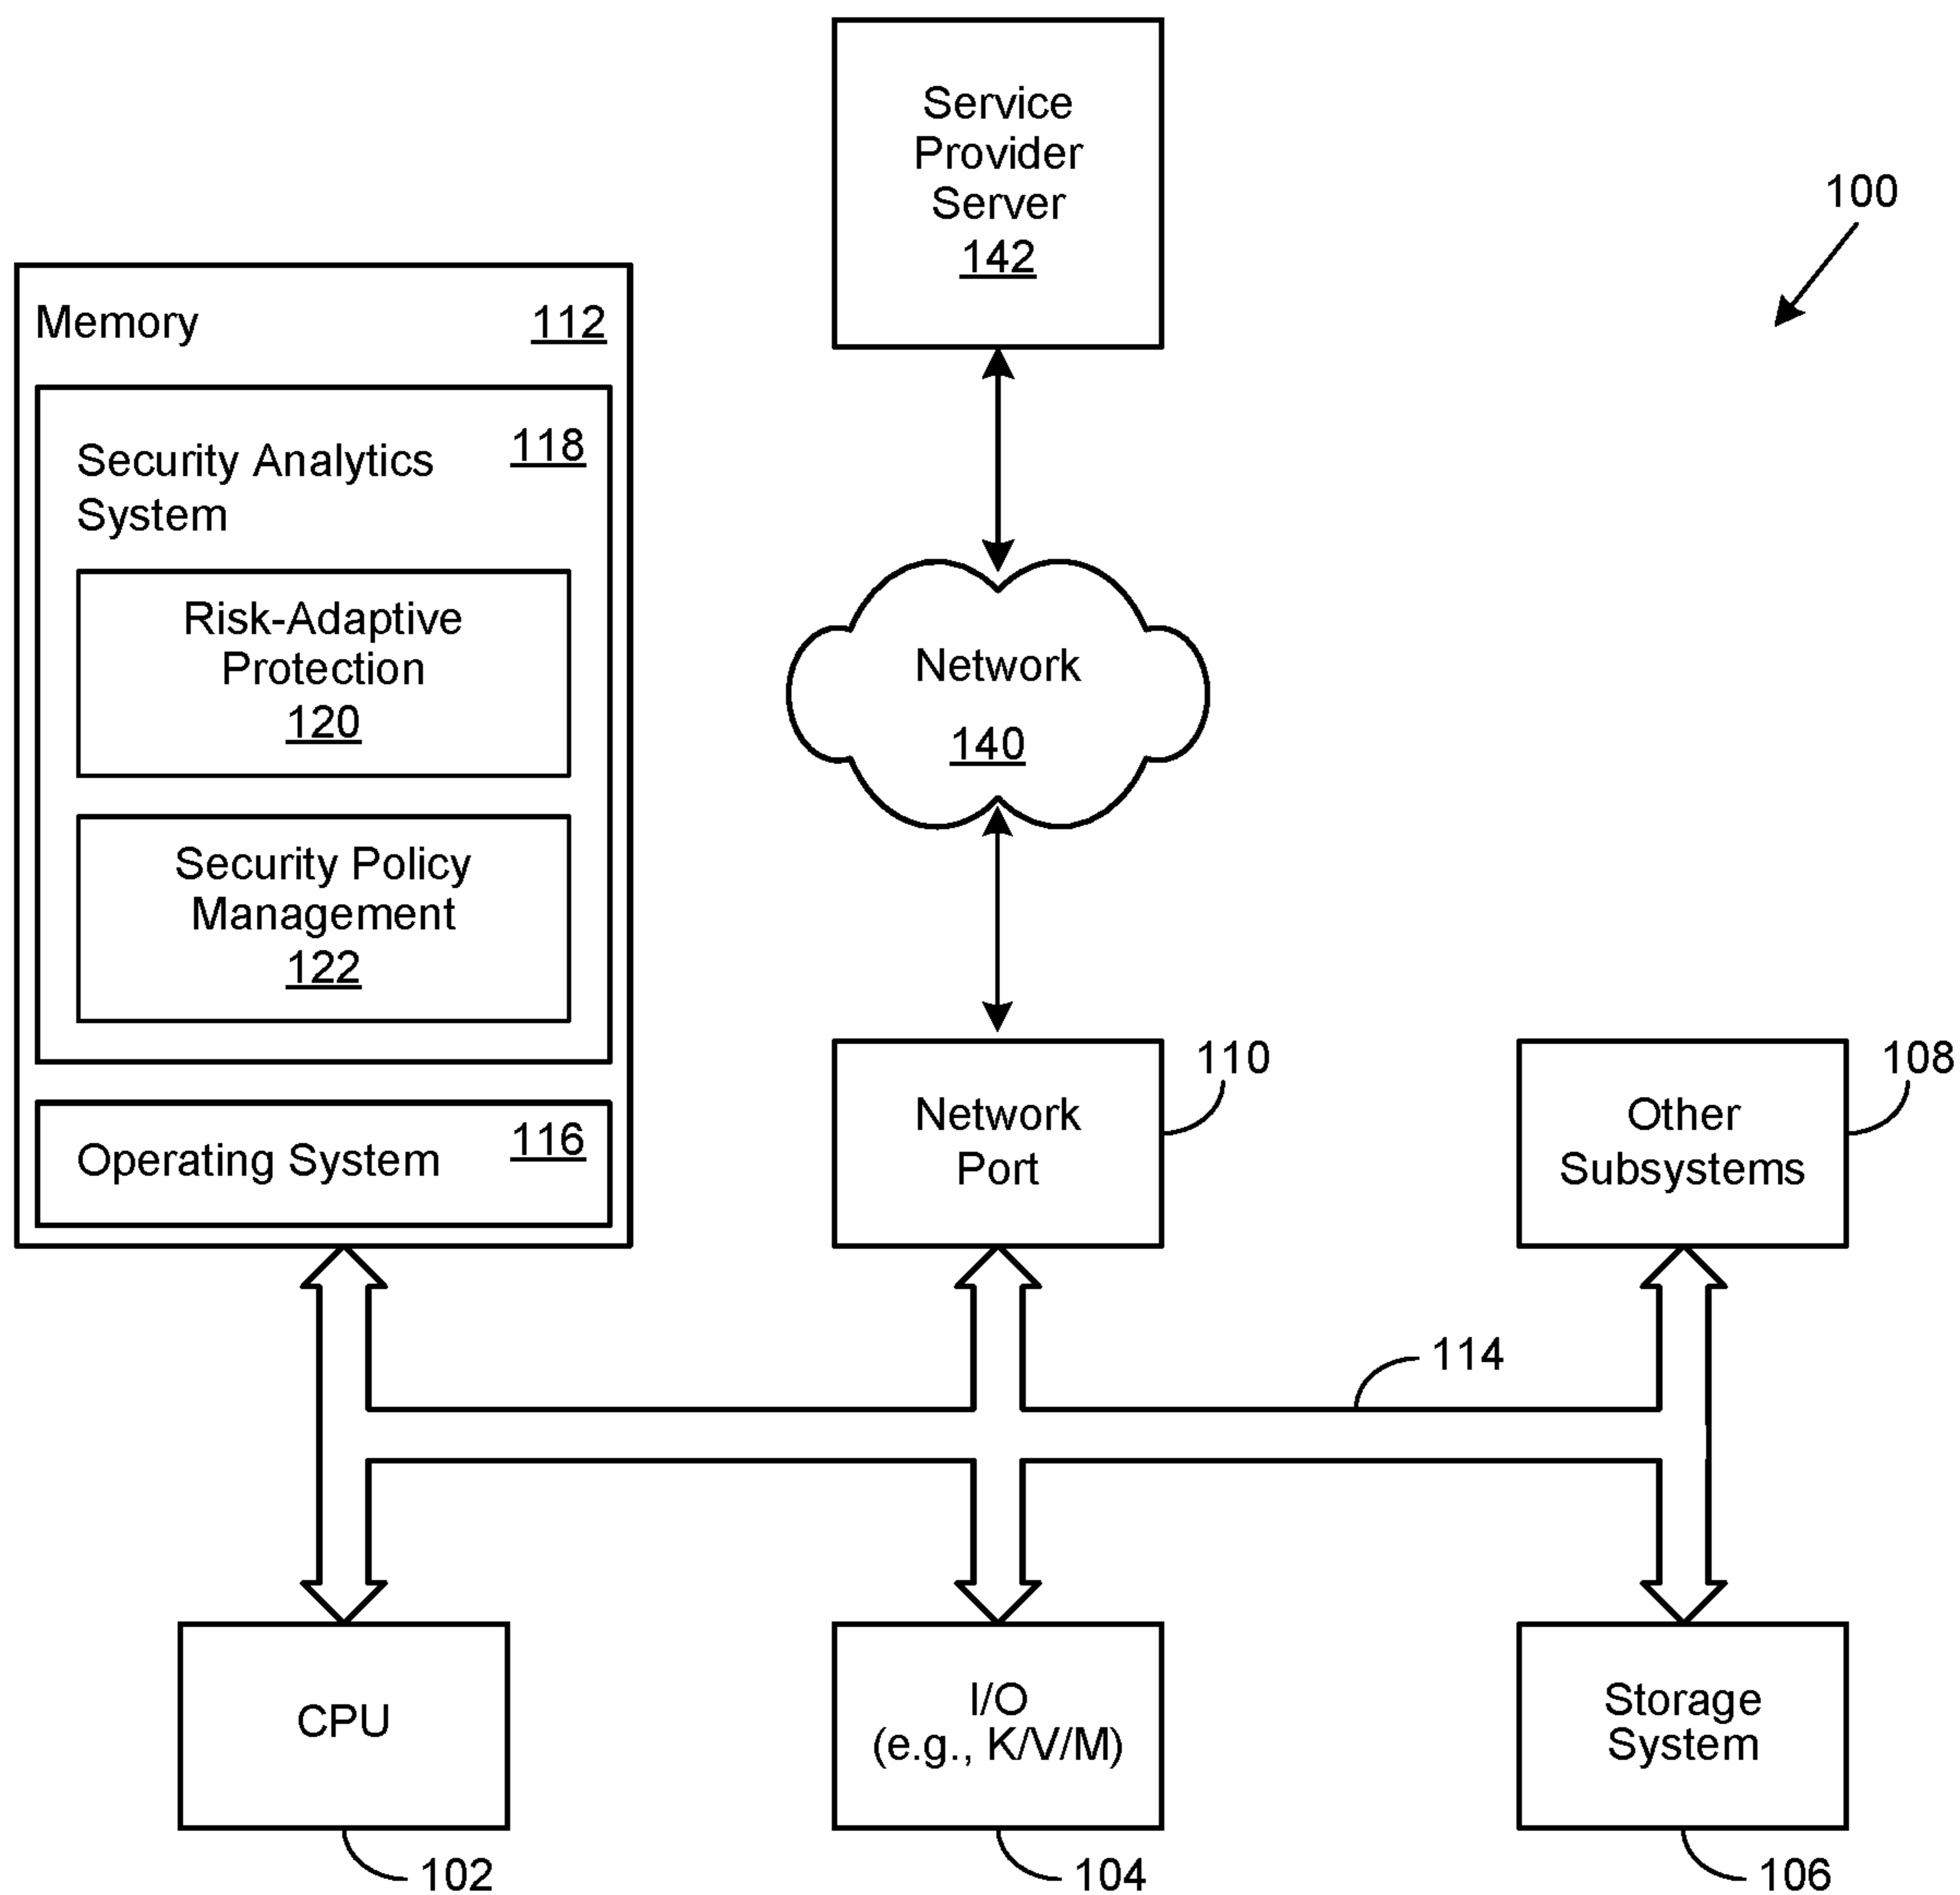 Service
Provider
Server
142
100
Memory 112
Security Analytics 118
System
Risk-Adaptive
Protection
120
Security Policy
Management
122
Operating System 116
Network
140
Network
Port
110
Other
Subsystems
108
114
CPU
102
I/O
(e.g., K/V/M)
104
Storage
System
106